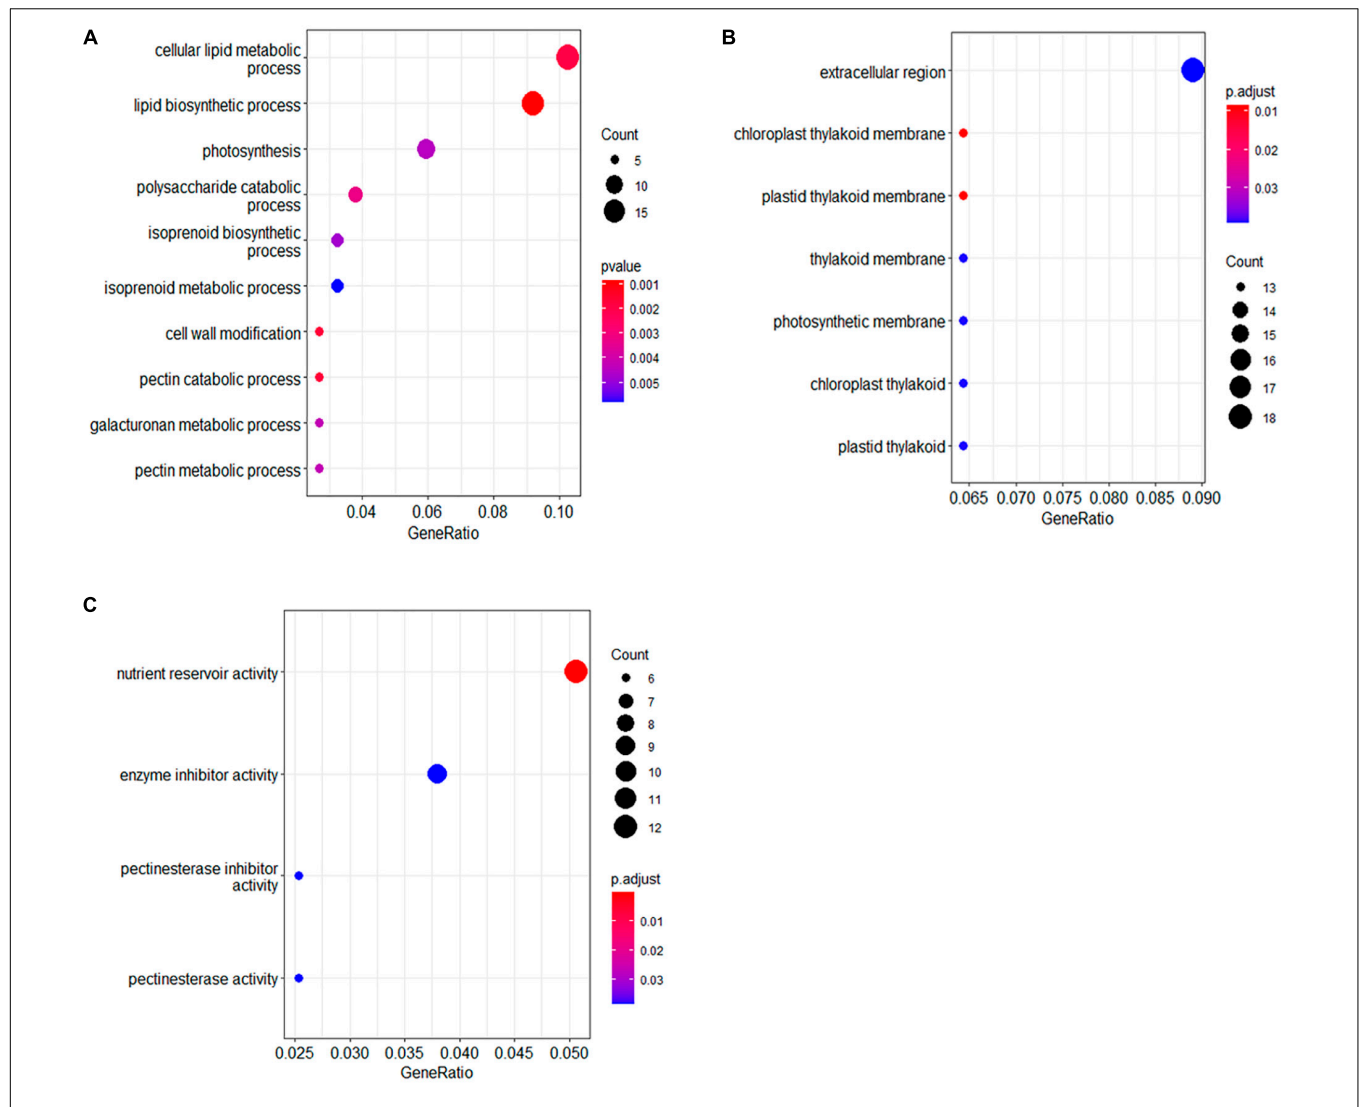 A
cellular lipid metabolic
process
lipid biosynthetic process
photosynthesis
polysaccharide catabolic
process
isoprenoid biosynthetic
process
isoprenoid metabolic process
cell wall modification
pectin catabolic process
galacturonan metabolic process
pectin metabolic process
0.04 0.06 0.08 0.10
GeneRatio
Count
5
10
15
pvalue
0.001
0.002
0.003
0.004
0.005
B
extracellular region
chloroplast thylakoid membrane
plastid thylakoid membrane
thylakoid membrane
photosynthetic membrane
chloroplast thylakoid
plastid thylakoid
0.065 0.070 0.075 0.080 0.085 0.090
GeneRatio
p.adjust
0.01
0.02
0.03
Count
13
14
15
16
17
18
C
nutrient reservoir activity
enzyme inhibitor activity
pectinesterase inhibitor
activity
pectinesterase activity
0.025 0.030 0.035 0.040 0.045 0.050
GeneRatio
Count
6
7
8
9
10
11
12
p.adjust
0.01
0.02
0.03